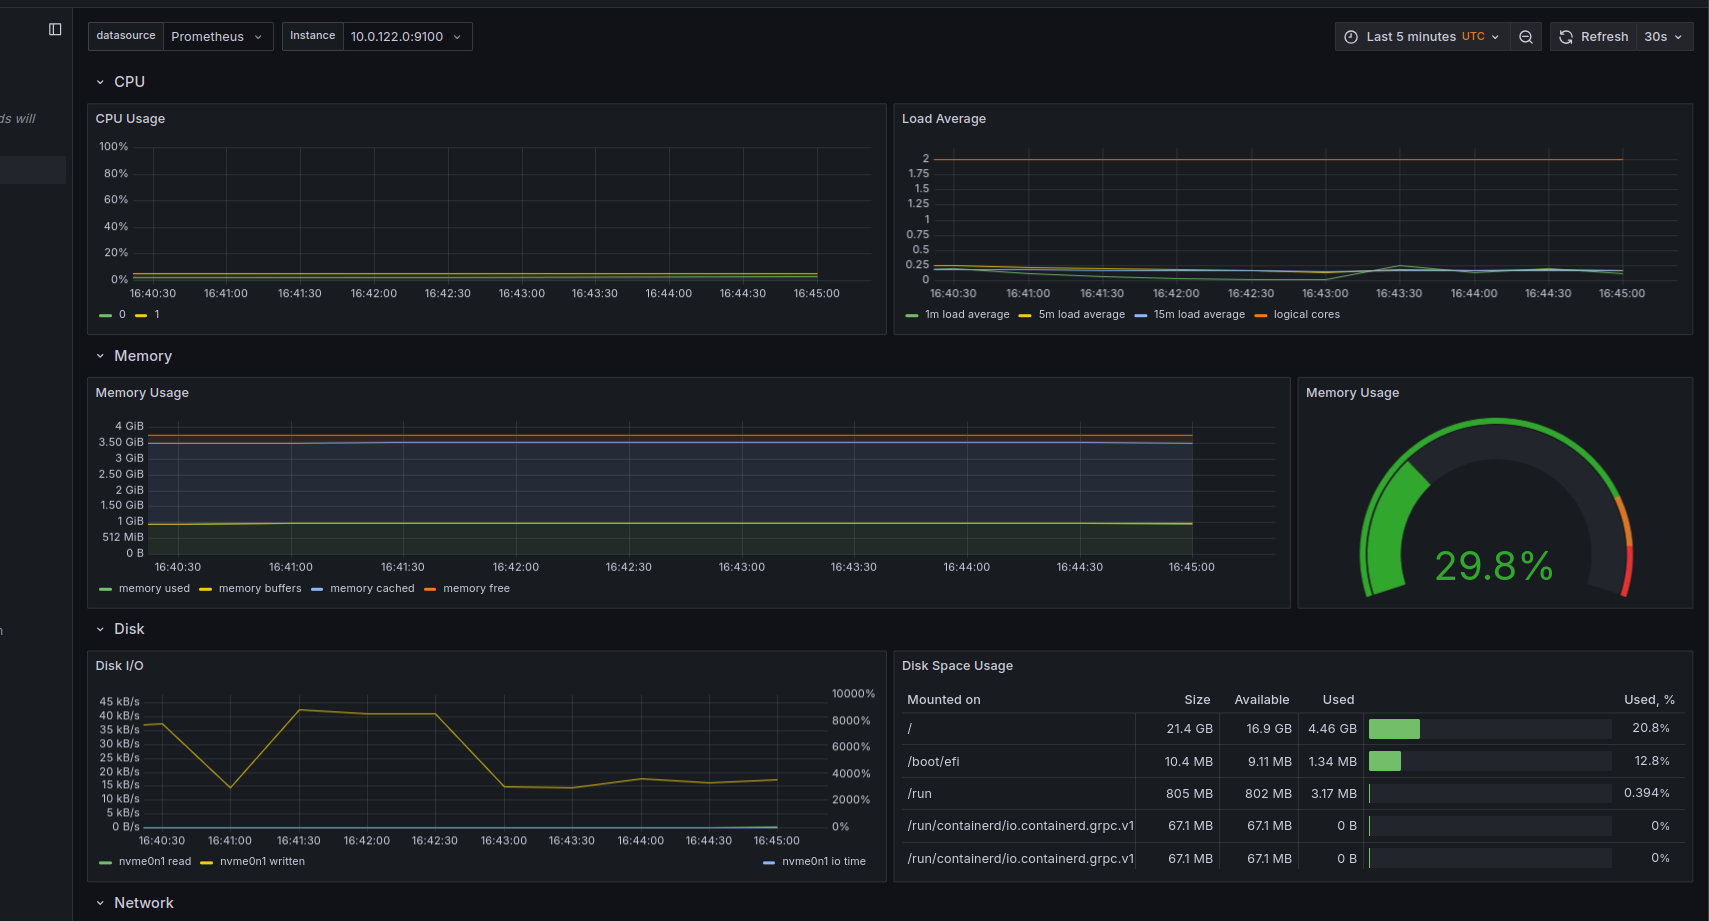 datasource Prometheus Instance 10.0.122.0:9100 Last 5 minutes UTC Refresh 30s
CPU
ds will
CPU Usage
100%
80%
60%
40%
20%
0%
16:40:30 16:41:00 16:41:30 16:42:00 16:42:30 16:43:00 16:43:30 16:44:00 16:44:30 16:45:00
0 1
Load Average
2
1.75
1.5
1.25
1
0.75
0.5
0.25
0
16:40:30 16:41:00 16:41:30 16:42:00 16:42:30 16:43:00 16:43:30 16:44:00 16:44:30 16:45:00
1m load average 5m load average 15m load average logical cores
Memory
Memory Usage
4 GiB
3.50 GiB
3 GiB
2.50 GiB
2 GiB
1.50 GiB
1 GiB
512 MiB
0 B
16:40:30 16:41:00 16:41:30 16:42:00 16:42:30 16:43:00 16:43:30 16:44:00 16:44:30 16:45:00
memory used memory buffers memory cached memory free
Memory Usage
29.8%
Disk
Disk I/O
45 kB/s
40 kB/s
35 kB/s
30 kB/s
25 kB/s
20 kB/s
15 kB/s
10 kB/s
5 kB/s
0 B/s
10000%
8000%
6000%
4000%
2000%
0%
16:40:30 16:41:00 16:41:30 16:42:00 16:42:30 16:43:00 16:43:30 16:44:00 16:44:30 16:45:00
nvme0n1 read nvme0n1 written nvme0n1 io time
Disk Space Usage
Mounted on Size Available Used Used, %
/ 21.4 GB 16.9 GB 4.46 GB 20.8%
/boot/efi 10.4 MB 9.11 MB 1.34 MB 12.8%
/run 805 MB 802 MB 3.17 MB 0.394%
/run/containerd/io.containerd.grpc.v1 67.1 MB 67.1 MB 0 B 0%
/run/containerd/io.containerd.grpc.v1 67.1 MB 67.1 MB 0 B 0%
Network